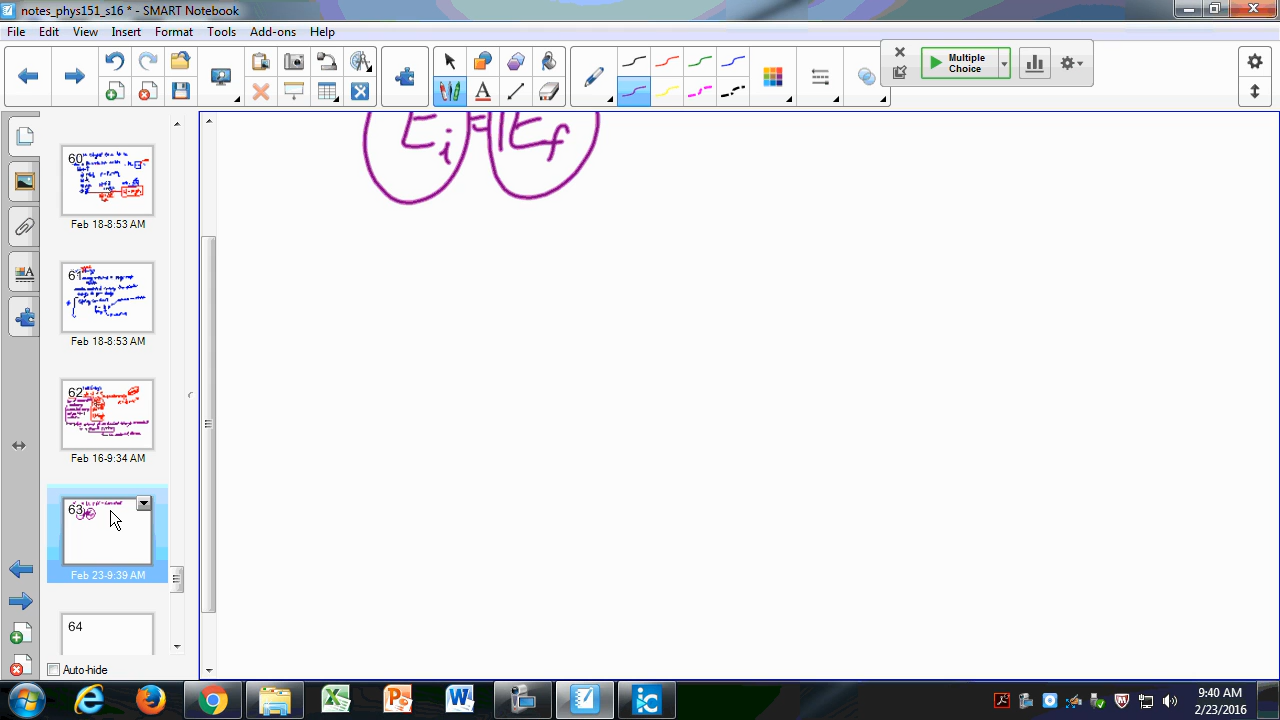 notes_phys151_s16 * - SMART Notebook
File Edit View Insert Format Tools Add-ons Help
Multiple
Choice
E_i = E_f
60
Feb 18-8:53 AM
61
Feb 18-8:53 AM
62
Feb 16-9:34 AM
63
Feb 23-9:39 AM
64
Auto-hide
9:40 AM
2/23/2016